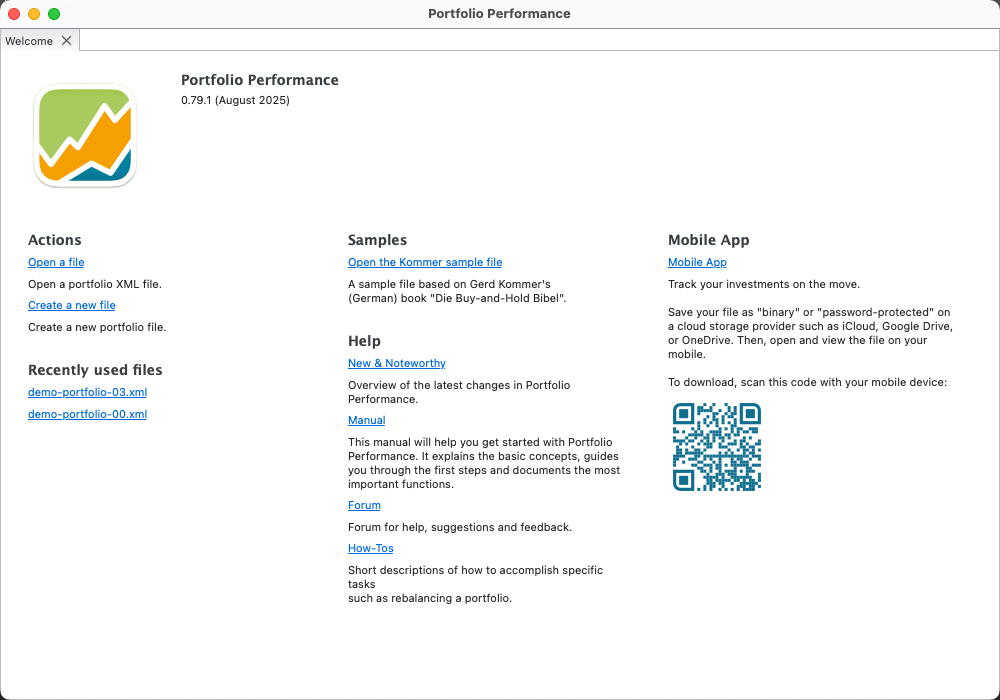 Portfolio Performance
Welcome
Portfolio Performance
0.79.1 (August 2025)
Actions
Open a file
Open a portfolio XML file.
Create a new file
Create a new portfolio file.
Recently used files
demo-portfolio-03.xml
demo-portfolio-00.xml
Samples
Open the Kommer sample file
A sample file based on Gerd Kommer's
(German) book "Die Buy-and-Hold Bibel".
Help
New & Noteworthy
Overview of the latest changes in Portfolio
Performance.
Manual
This manual will help you get started with Portfolio
Performance. It explains the basic concepts, guides
you through the first steps and documents the most
important functions.
Forum
Forum for help, suggestions and feedback.
How-Tos
Short descriptions of how to accomplish specific
tasks
such as rebalancing a portfolio.
Mobile App
Mobile App
Track your investments on the move.
Save your file as "binary" or "password-protected" on
a cloud storage provider such as iCloud, Google Drive,
or OneDrive. Then, open and view the file on your
mobile.
To download, scan this code with your mobile device: